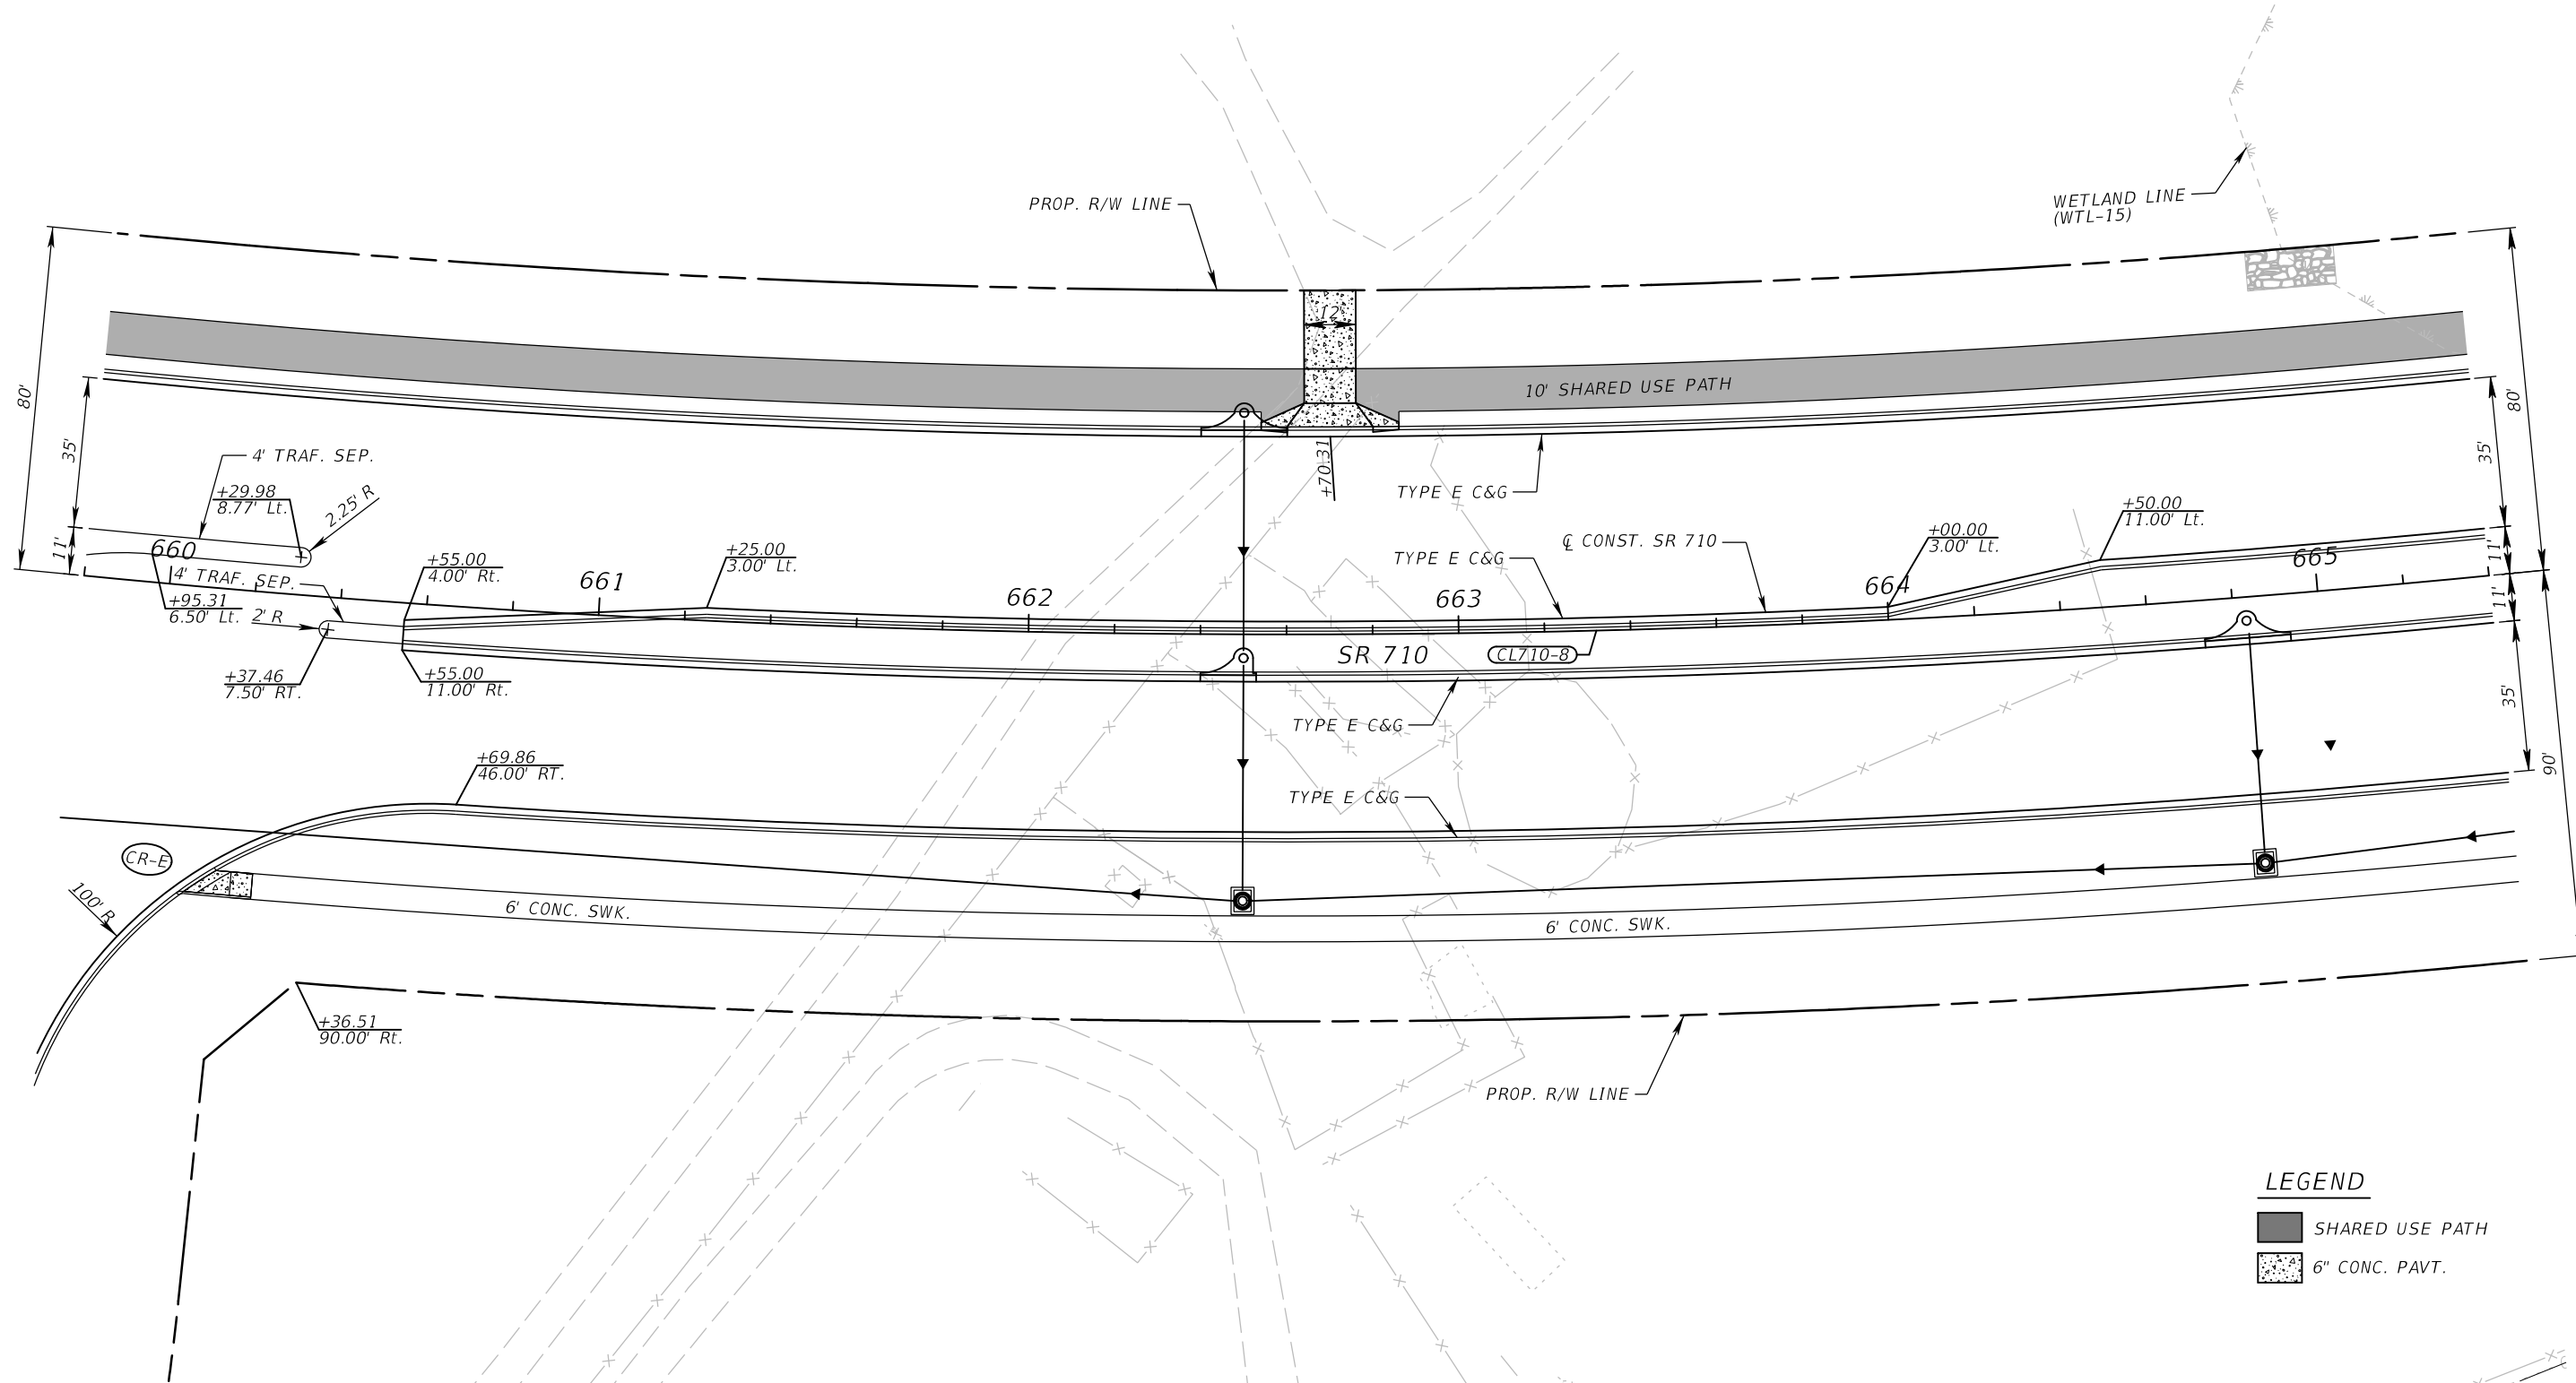 PROP. R/W LINE
WETLAND LINE
(WTL-15)
12'
10' SHARED USE PATH
80'
35'
11'
80'
35'
11'
11'
35'
90'
4' TRAF. SEP.
+29.98
8.77' Lt.
2.25' R
+70.31
TYPE E C&G
+50.00
11.00' Lt.
+00.00
3.00' Lt.
℄ CONST. SR 710
TYPE E C&G
+25.00
3.00' Lt.
+55.00
4.00' Rt.
660
661
662
663
664
665
4' TRAF. SEP.
+95.31
6.50' Lt.
2' R
SR 710
CL710-8
+37.46
7.50' RT.
+55.00
11.00' Rt.
TYPE E C&G
+69.86
46.00' RT.
TYPE E C&G
CR-E
100' R
6' CONC. SWK.
6' CONC. SWK.
+36.51
90.00' Rt.
PROP. R/W LINE
LEGEND
SHARED USE PATH
6" CONC. PAVT.